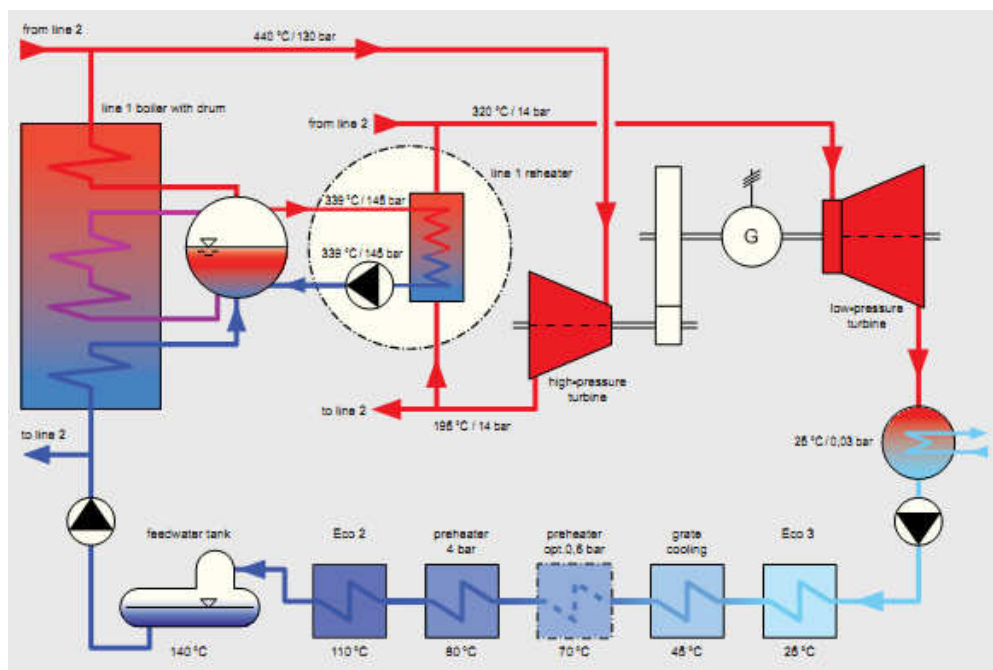 from line 2
440 °C / 130 bar
line 1 boiler with drum
from line 2
320 °C / 14 bar
line 1 reheater
339 °C / 145 bar
339 °C / 145 bar
G
low-pressure
turbine
high-pressure
turbine
to line 2
195 °C / 14 bar
to line 2
25 °C / 0,03 bar
feedwater tank
Eco 2
preheater
4 bar
preheater
opt. 0,6 bar
grate
cooling
Eco 3
140 °C
110 °C
80 °C
70 °C
45 °C
25 °C